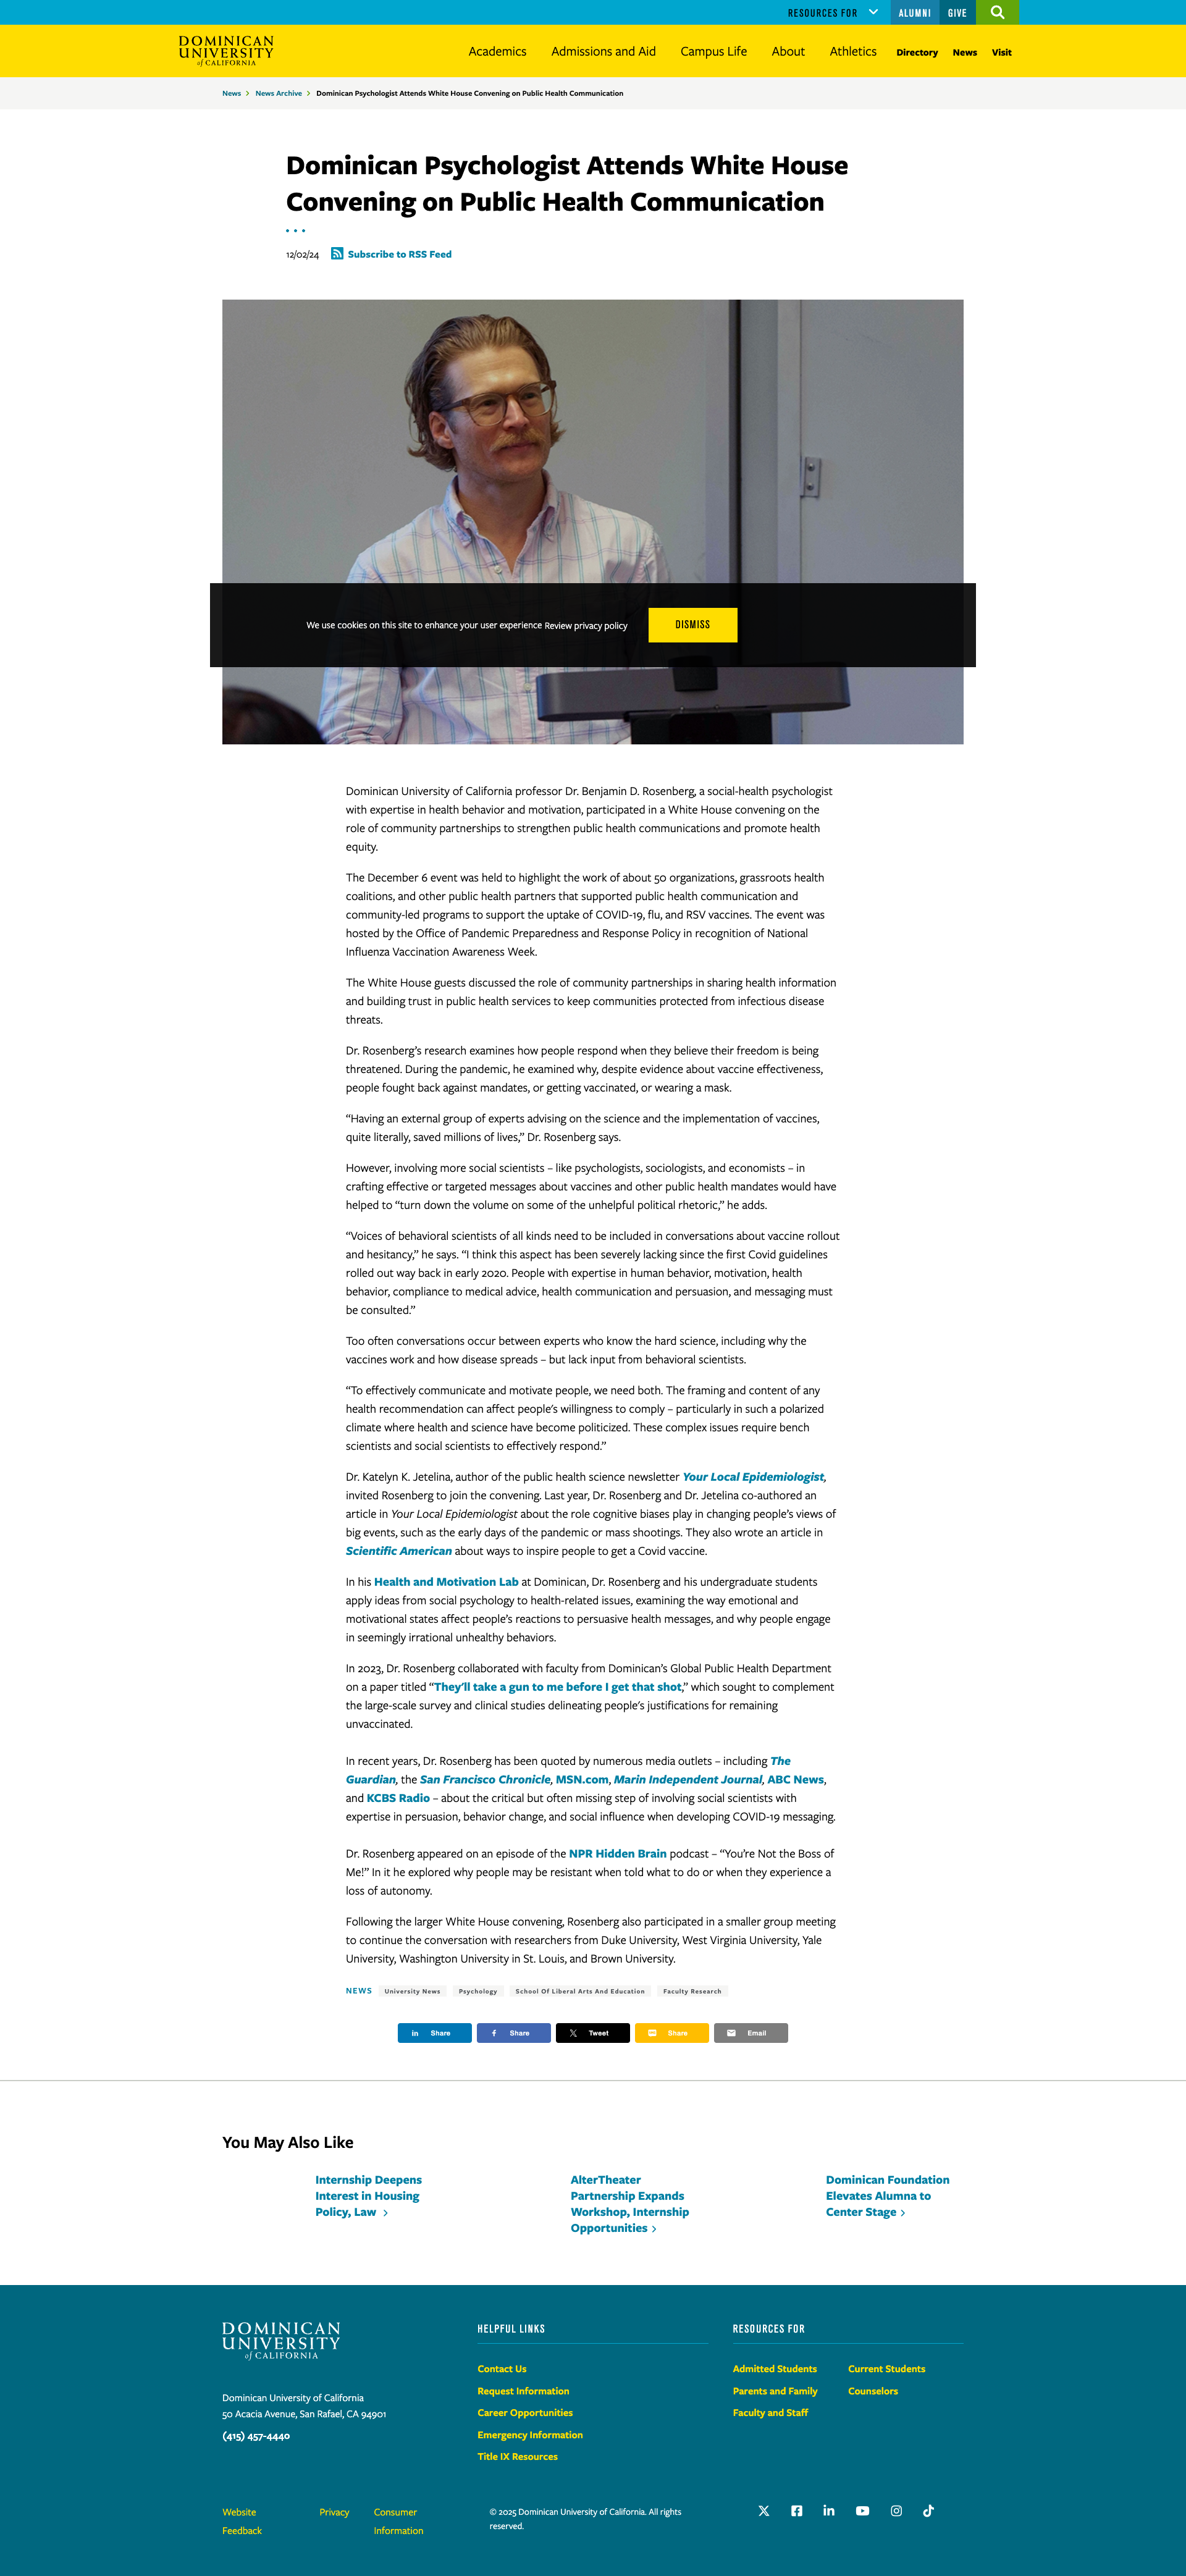 RESOURCES FOR
ALUMNI
GIVE
DOMINICAN
UNIVERSITY
of CALIFORNIA
Academics
Admissions and Aid
Campus Life
About
Athletics
Directory
News
Visit
News > News Archive > Dominican Psychologist Attends White House Convening on Public Health Communication
Dominican Psychologist Attends White House
Convening on Public Health Communication
12/02/24
Subscribe to RSS Feed
We use cookies on this site to enhance your user experience Review privacy policy
DISMISS
Dominican University of California professor Dr. Benjamin D. Rosenberg, a social-health psychologist
with expertise in health behavior and motivation, participated in a White House convening on the
role of community partnerships to strengthen public health communications and promote health
equity.
The December 6 event was held to highlight the work of about 50 organizations, grassroots health
coalitions, and other public health partners that supported public health communication and
community-led programs to support the uptake of COVID-19, flu, and RSV vaccines. The event was
hosted by the Office of Pandemic Preparedness and Response Policy in recognition of National
Influenza Vaccination Awareness Week.
The White House guests discussed the role of community partnerships in sharing health information
and building trust in public health services to keep communities protected from infectious disease
threats.
Dr. Rosenberg’s research examines how people respond when they believe their freedom is being
threatened. During the pandemic, he examined why, despite evidence about vaccine effectiveness,
people fought back against mandates, or getting vaccinated, or wearing a mask.
“Having an external group of experts advising on the science and the implementation of vaccines,
quite literally, saved millions of lives,” Dr. Rosenberg says.
However, involving more social scientists – like psychologists, sociologists, and economists – in
crafting effective or targeted messages about vaccines and other public health mandates would have
helped to “turn down the volume on some of the unhelpful political rhetoric,” he adds.
“Voices of behavioral scientists of all kinds need to be included in conversations about vaccine rollout
and hesitancy,” he says. “I think this aspect has been severely lacking since the first Covid guidelines
rolled out way back in early 2020. People with expertise in human behavior, motivation, health
behavior, compliance to medical advice, health communication and persuasion, and messaging must
be consulted.”
Too often conversations occur between experts who know the hard science, including why the
vaccines work and how disease spreads – but lack input from behavioral scientists.
“To effectively communicate and motivate people, we need both. The framing and content of any
health recommendation can affect people’s willingness to comply – particularly in such a polarized
climate where health and science have become politicized. These complex issues require bench
scientists and social scientists to effectively respond.”
Dr. Katelyn K. Jetelina, author of the public health science newsletter Your Local Epidemiologist,
invited Rosenberg to join the convening. Last year, Dr. Rosenberg and Dr. Jetelina co-authored an
article in Your Local Epidemiologist about the role cognitive biases play in changing people’s views of
big events, such as the early days of the pandemic or mass shootings. They also wrote an article in
Scientific American about ways to inspire people to get a Covid vaccine.
In his Health and Motivation Lab at Dominican, Dr. Rosenberg and his undergraduate students
apply ideas from social psychology to health-related issues, examining the way emotional and
motivational states affect people’s reactions to persuasive health messages, and why people engage
in seemingly irrational unhealthy behaviors.
In 2023, Dr. Rosenberg collaborated with faculty from Dominican’s Global Public Health Department
on a paper titled “They’ll take a gun to me before I get that shot,” which sought to complement
the large-scale survey and clinical studies delineating people’s justifications for remaining
unvaccinated.
In recent years, Dr. Rosenberg has been quoted by numerous media outlets – including The
Guardian, the San Francisco Chronicle, MSN.com, Marin Independent Journal, ABC News,
and KCBS Radio – about the critical but often missing step of involving social scientists with
expertise in persuasion, behavior change, and social influence when developing COVID-19 messaging.
Dr. Rosenberg appeared on an episode of the NPR Hidden Brain podcast – “You’re Not the Boss of
Me!” In it he explored why people may be resistant when told what to do or when they experience a
loss of autonomy.
Following the larger White House convening, Rosenberg also participated in a smaller group meeting
to continue the conversation with researchers from Duke University, West Virginia University, Yale
University, Washington University in St. Louis, and Brown University.
NEWS University News Psychology School Of Liberal Arts And Education Faculty Research
Share
Share
Tweet
Share
Email
You May Also Like
Internship Deepens
Interest in Housing
Policy, Law >
AlterTheater
Partnership Expands
Workshop, Internship
Opportunities >
Dominican Foundation
Elevates Alumna to
Center Stage >
DOMINICAN
UNIVERSITY
of CALIFORNIA
Dominican University of California
50 Acacia Avenue, San Rafael, CA 94901
(415) 457-4440
HELPFUL LINKS
Contact Us
Request Information
Career Opportunities
Emergency Information
Title IX Resources
RESOURCES FOR
Admitted Students
Current Students
Parents and Family
Counselors
Faculty and Staff
Website
Feedback
Privacy
Consumer
Information
© 2025 Dominican University of California. All rights
reserved.